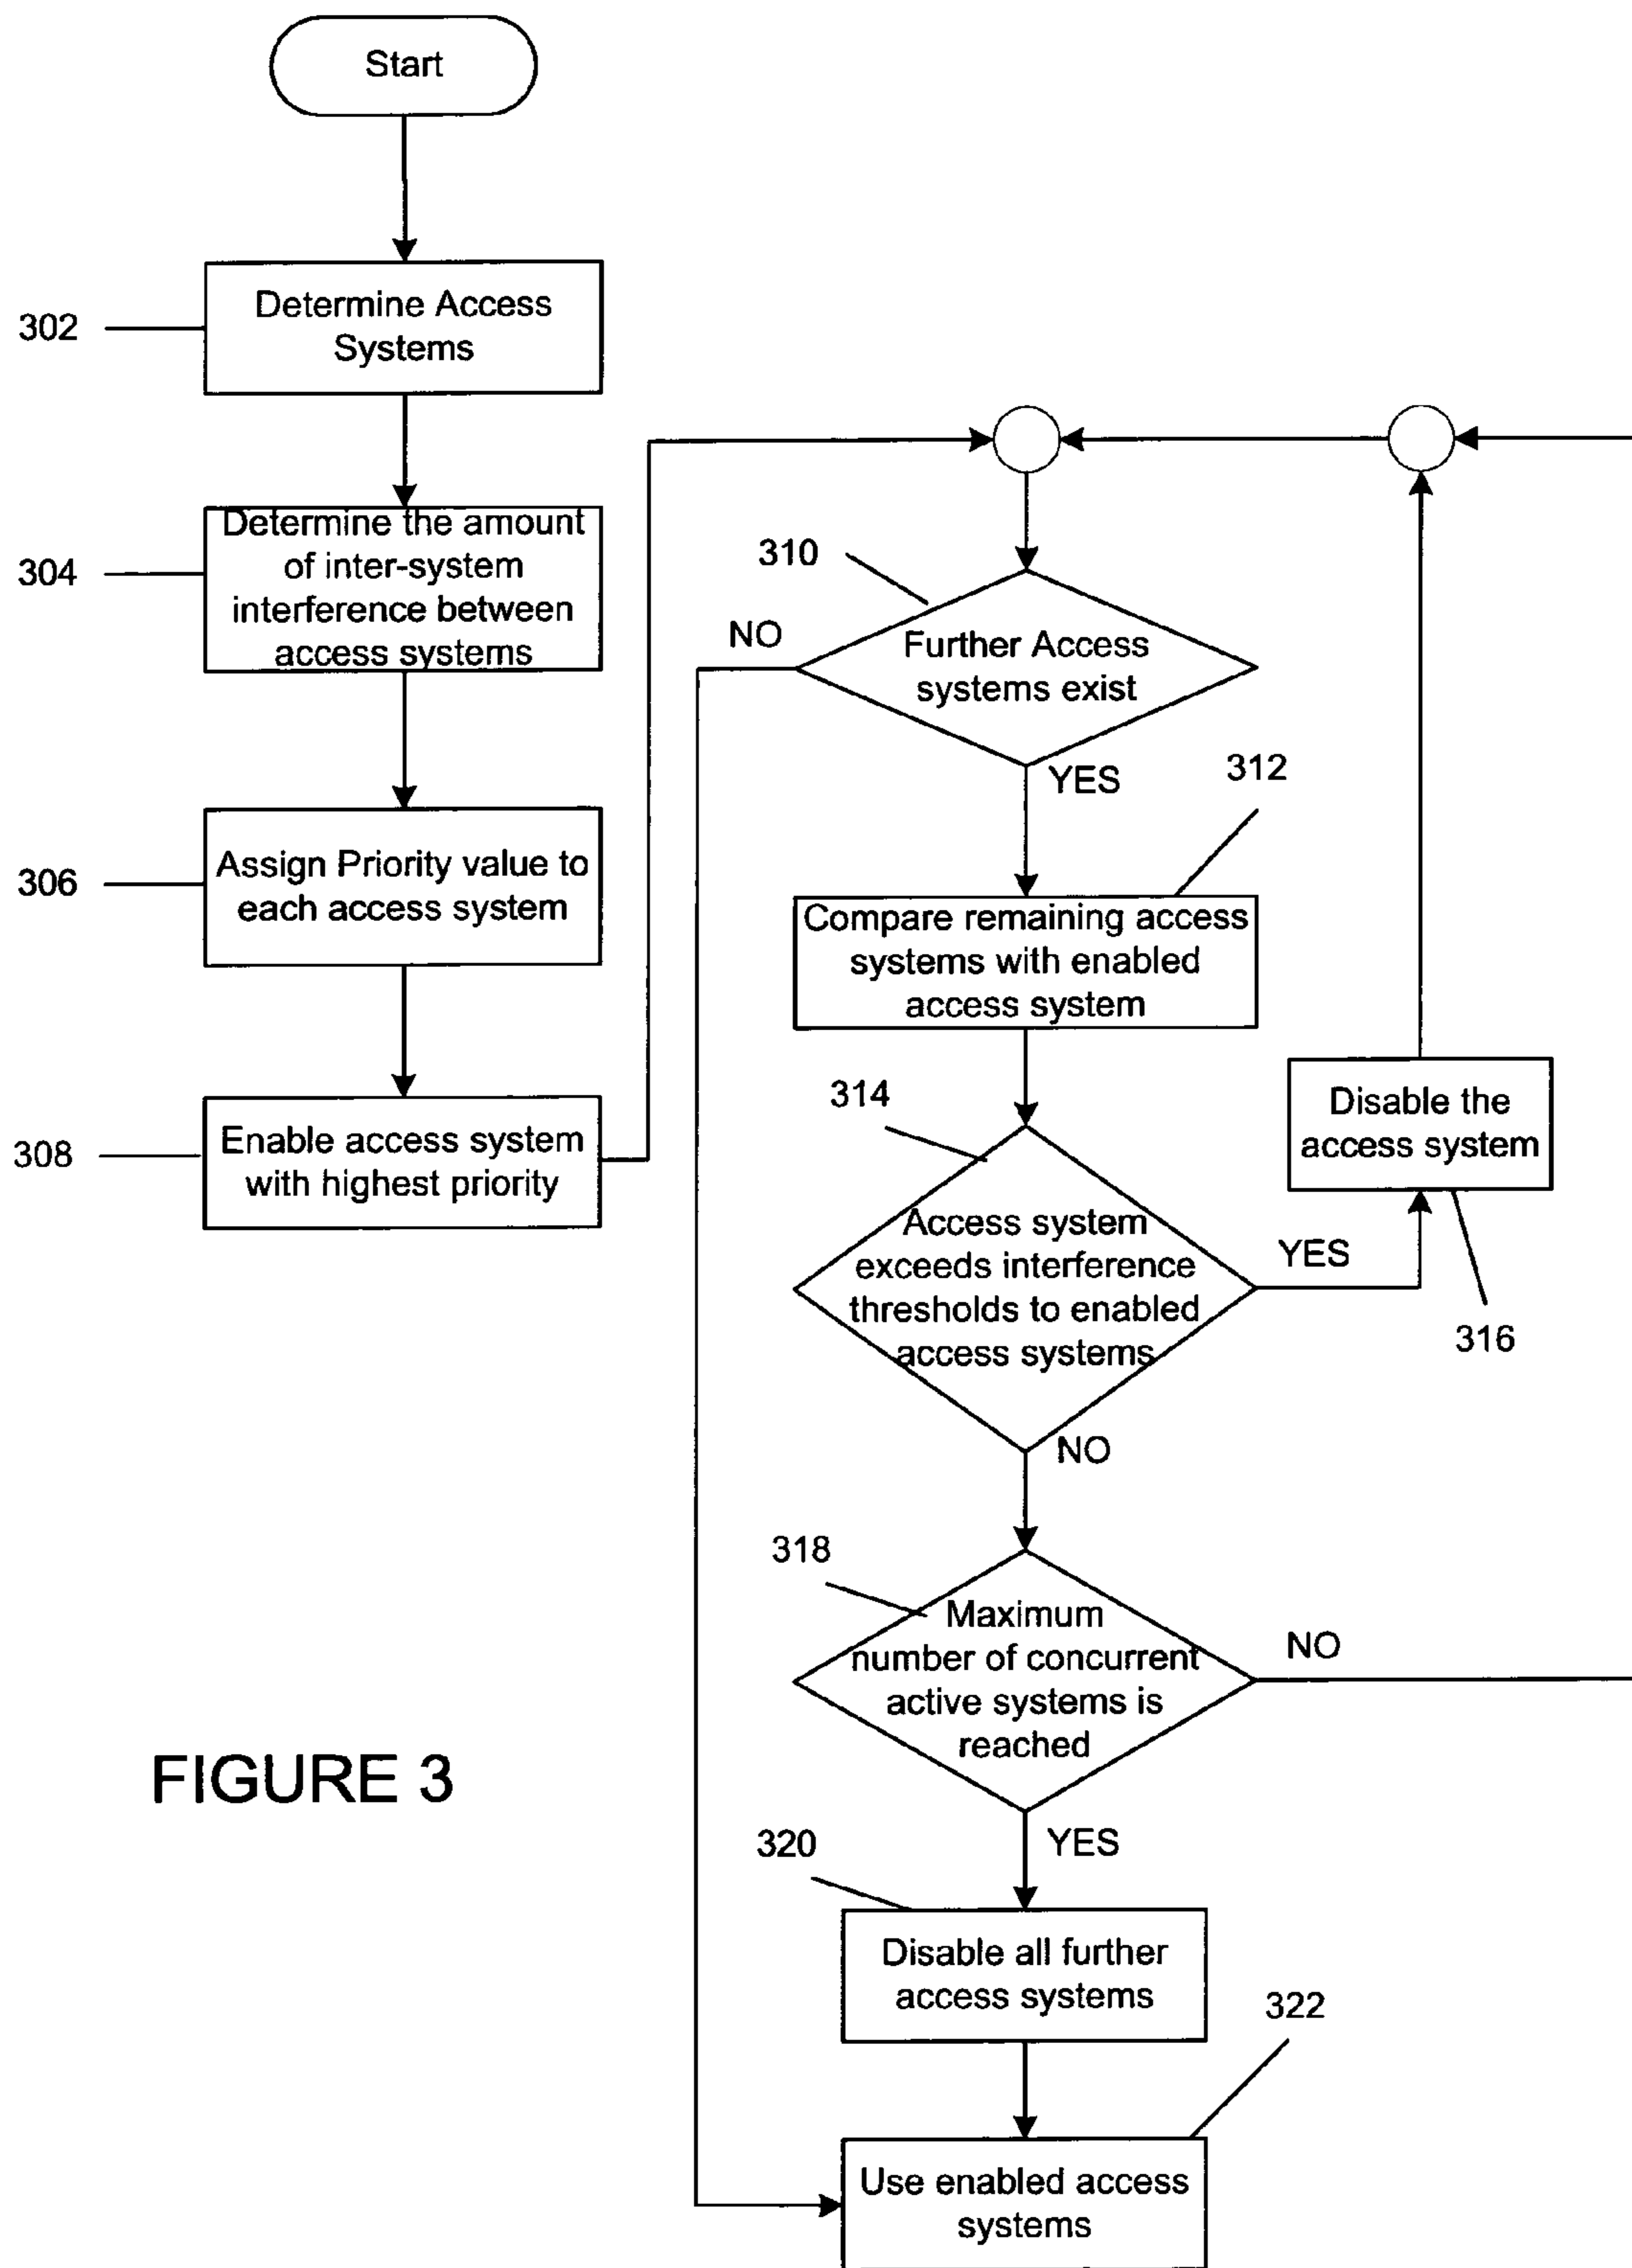 Start
302
Determine Access
Systems
304
Determine the amount
of inter-system
interference between
access systems
306
Assign Priority value to
each access system
308
Enable access system
with highest priority
310
NO
Further Access
systems exist
YES
312
Compare remaining access
systems with enabled
access system
314
Access system
exceeds interference
thresholds to enabled
access systems
YES
Disable the
access system
316
NO
318
Maximum
number of concurrent
active systems is
reached
NO
YES
320
Disable all further
access systems
322
Use enabled access
systems
FIGURE 3